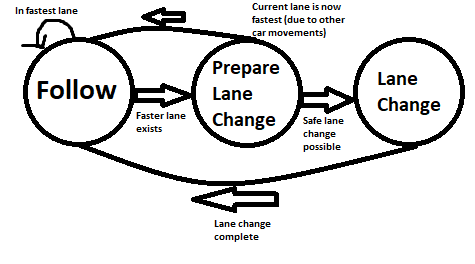 In fastest lane
Current lane is now
fastest (due to other
car movements)
Follow
Prepare
Lane
Change
Lane
Change
Faster lane
exists
Safe lane
change
possible
Lane change
complete